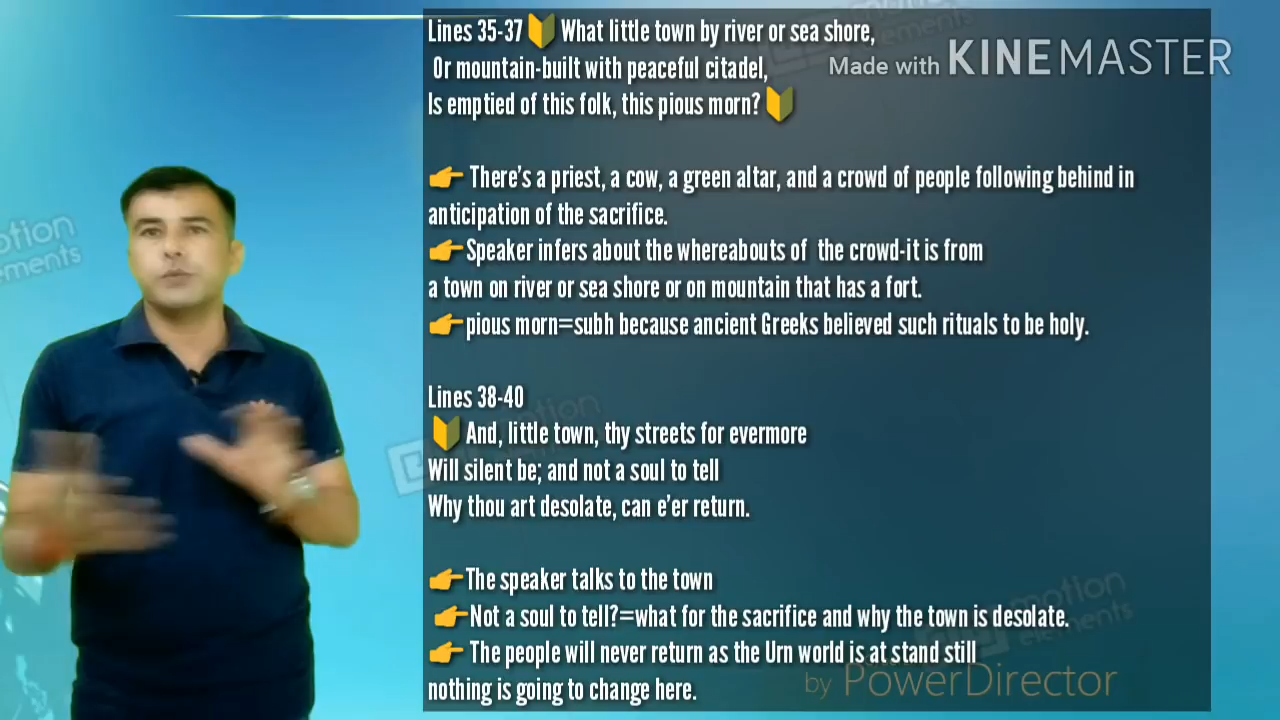 Lines 35-37 🔰 What little town by river or sea shore,
Or mountain-built with peaceful citadel,
Is emptied of this folk, this pious morn? 🔰
Made with KINEMASTER
👉 There's a priest, a cow, a green altar, and a crowd of people following behind in
anticipation of the sacrifice.
👉 Speaker infers about the whereabouts of the crowd-it is from
a town on river or sea shore or on mountain that has a fort.
👉 pious morn=subh because ancient Greeks believed such rituals to be holy.
Lines 38-40
🔰 And, little town, thy streets for evermore
Will silent be; and not a soul to tell
Why thou art desolate, can e'er return.
👉 The speaker talks to the town
👉 Not a soul to tell?=what for the sacrifice and why the town is desolate.
👉 The people will never return as the Urn world is at stand still
nothing is going to change here.
by PowerDirector
motion
elements